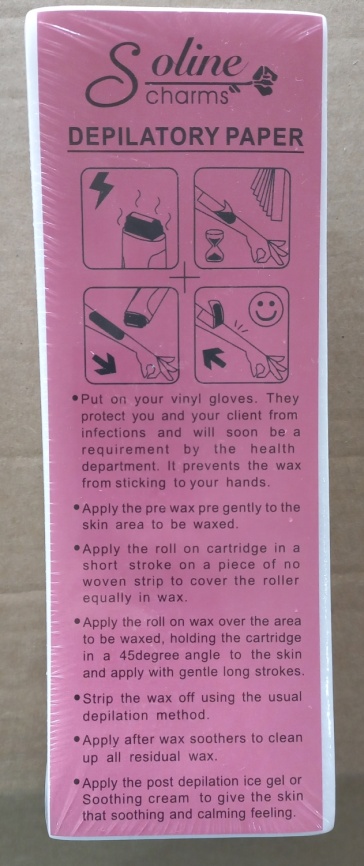 Soline
charms
DEPILATORY PAPER
•Put on your vinyl gloves. They
protect you and your client from
infections and will soon be a
requirement by the health
department. It prevents the wax
from sticking to your hands.
•Apply the pre wax pre gently to the
skin area to be waxed.
•Apply the roll on cartridge in a
short stroke on a piece of no
woven strip to cover the roller
equally in wax.
•Apply the roll on wax over the area
to be waxed, holding the cartridge
in a 45degree angle to the skin
and apply with gentle long strokes.
•Strip the wax off using the usual
depilation method.
•Apply after wax soothers to clean
up all residual wax.
•Apply the post depilation ice gel or
Soothing cream to give the skin
that soothing and calming feeling.